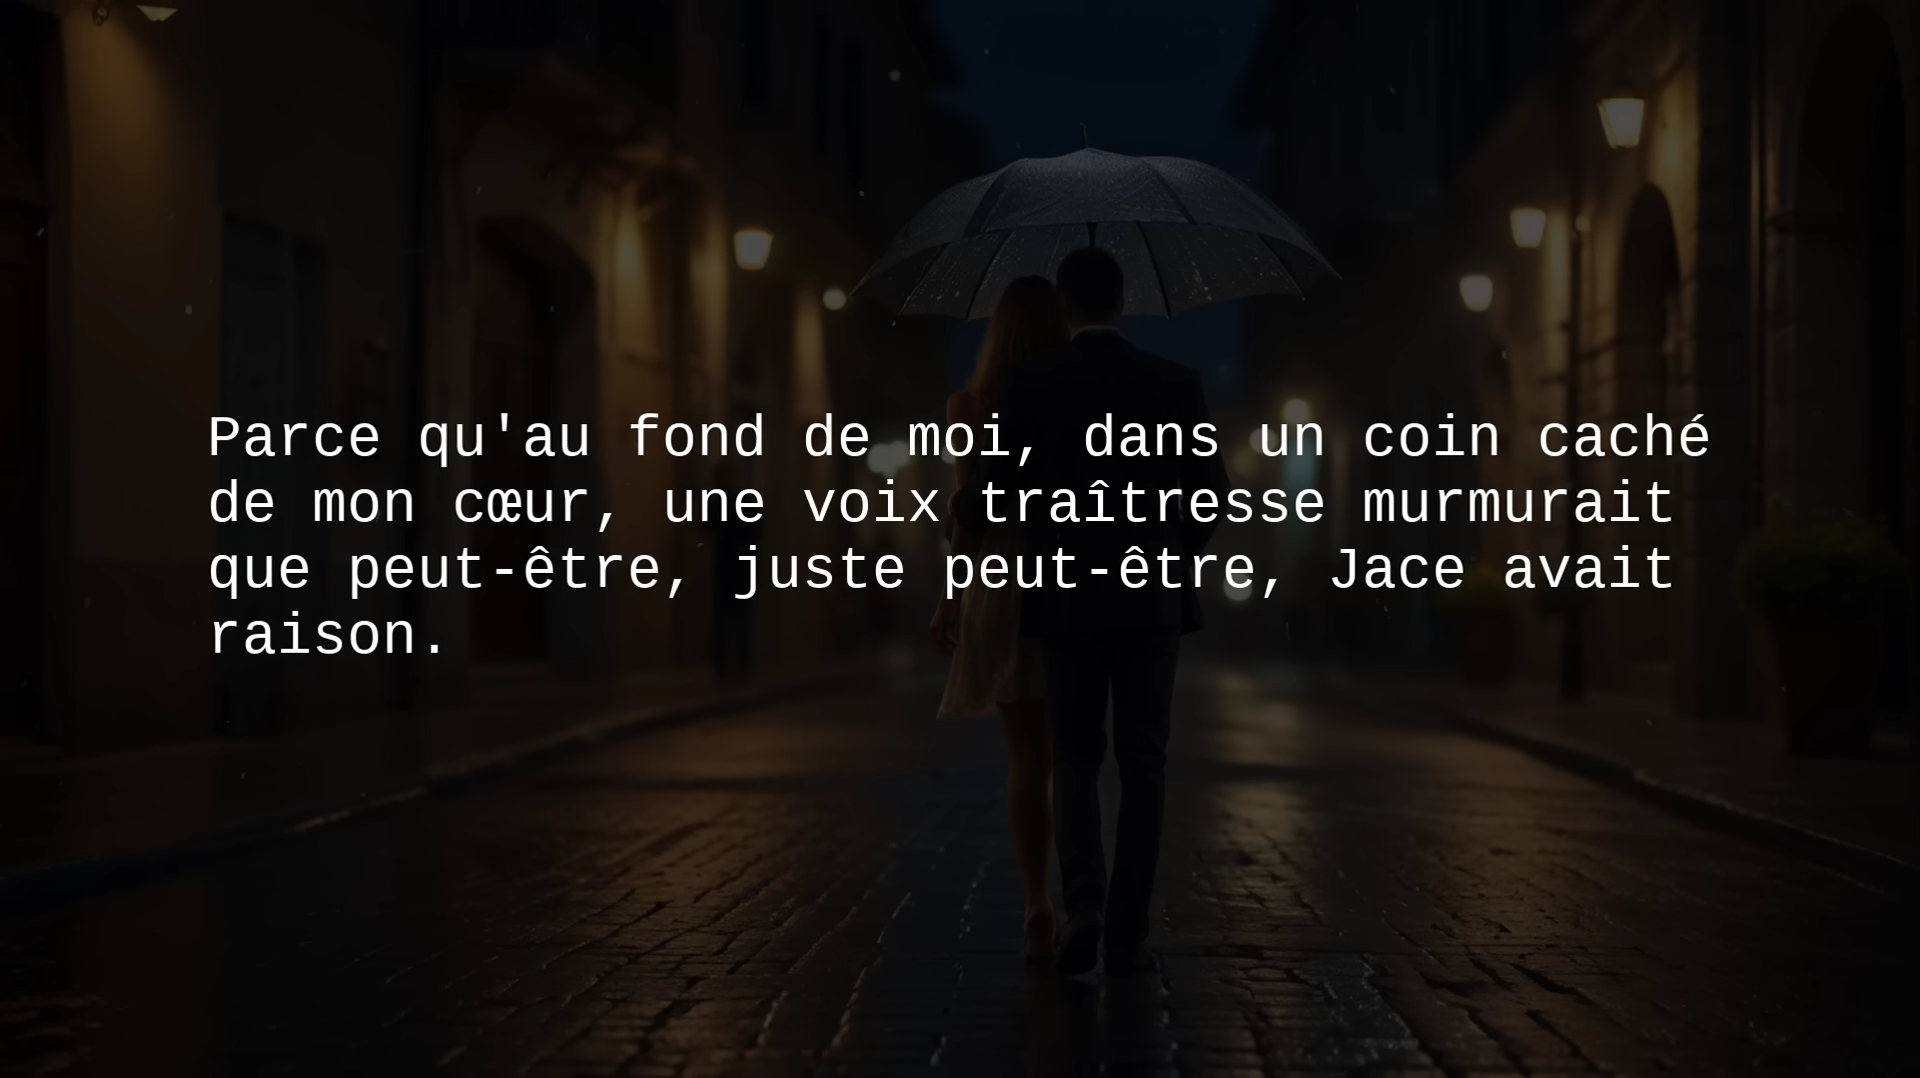 Parce qu'au fond de moi, dans un coin caché
de mon cœur, une voix traîtresse murmurait
que peut-être, juste peut-être, Jace avait
raison.